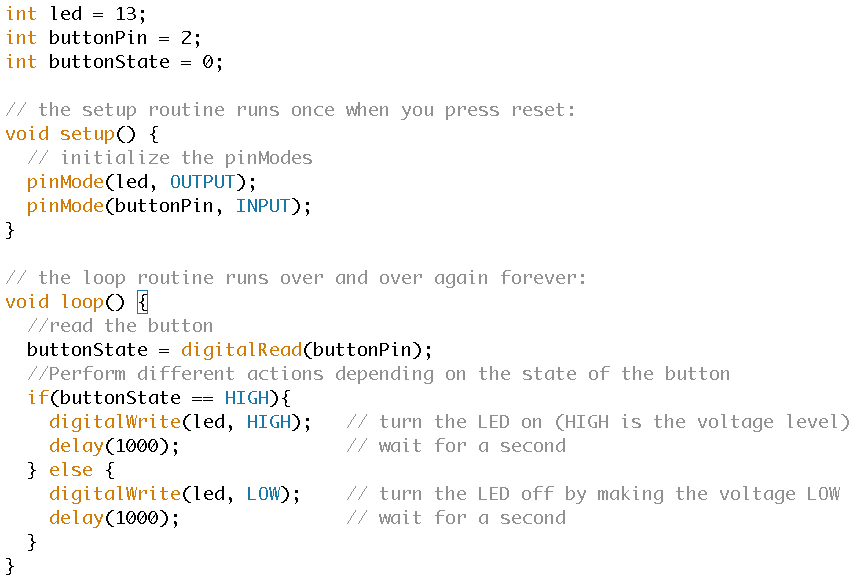 int led = 13;
int buttonPin = 2;
int buttonState = 0;

// the setup routine runs once when you press reset:
void setup() {
  // initialize the pinModes
  pinMode(led, OUTPUT);
  pinMode(buttonPin, INPUT);
}

// the loop routine runs over and over again forever:
void loop() {
  //read the button
  buttonState = digitalRead(buttonPin);
  //Perform different actions depending on the state of the button
  if(buttonState == HIGH){
    digitalWrite(led, HIGH);   // turn the LED on (HIGH is the voltage level)
    delay(1000);               // wait for a second
  } else {
    digitalWrite(led, LOW);    // turn the LED off by making the voltage LOW
    delay(1000);               // wait for a second
  }
}